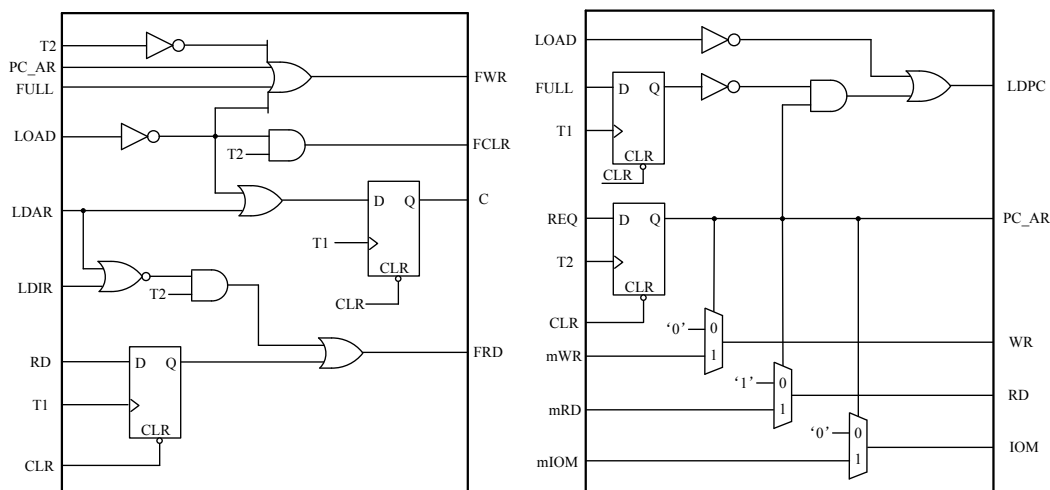 T2
PC_AR
FULL
FWR
LOAD
T2
FCLR
D Q
C
LDAR
T1
CLR
CLR
LDIR
T2
RD
D Q
FRD
T1
CLR
CLR
LOAD
FULL
D Q
LDPC
T1
CLR
CLR
REQ
D Q
PC_AR
T2
CLR
CLR
‘0’
0
WR
mWR
1
‘1’
0
RD
mRD
1
‘0’
0
IOM
mIOM
1